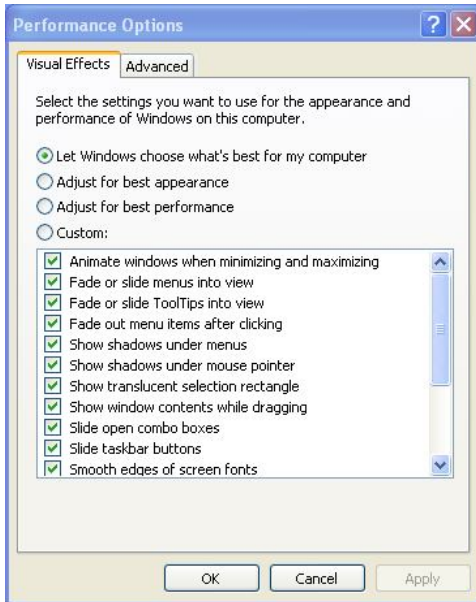 Performance Options
Visual Effects
Advanced
Select the settings you want to use for the appearance and
performance of Windows on this computer.
Let Windows choose what's best for my computer
Adjust for best appearance
Adjust for best performance
Custom:
Animate windows when minimizing and maximizing
Fade or slide menus into view
Fade or slide ToolTips into view
Fade out menu items after clicking
Show shadows under menus
Show shadows under mouse pointer
Show translucent selection rectangle
Show window contents while dragging
Slide open combo boxes
Slide taskbar buttons
Smooth edges of screen fonts
OK
Cancel
Apply